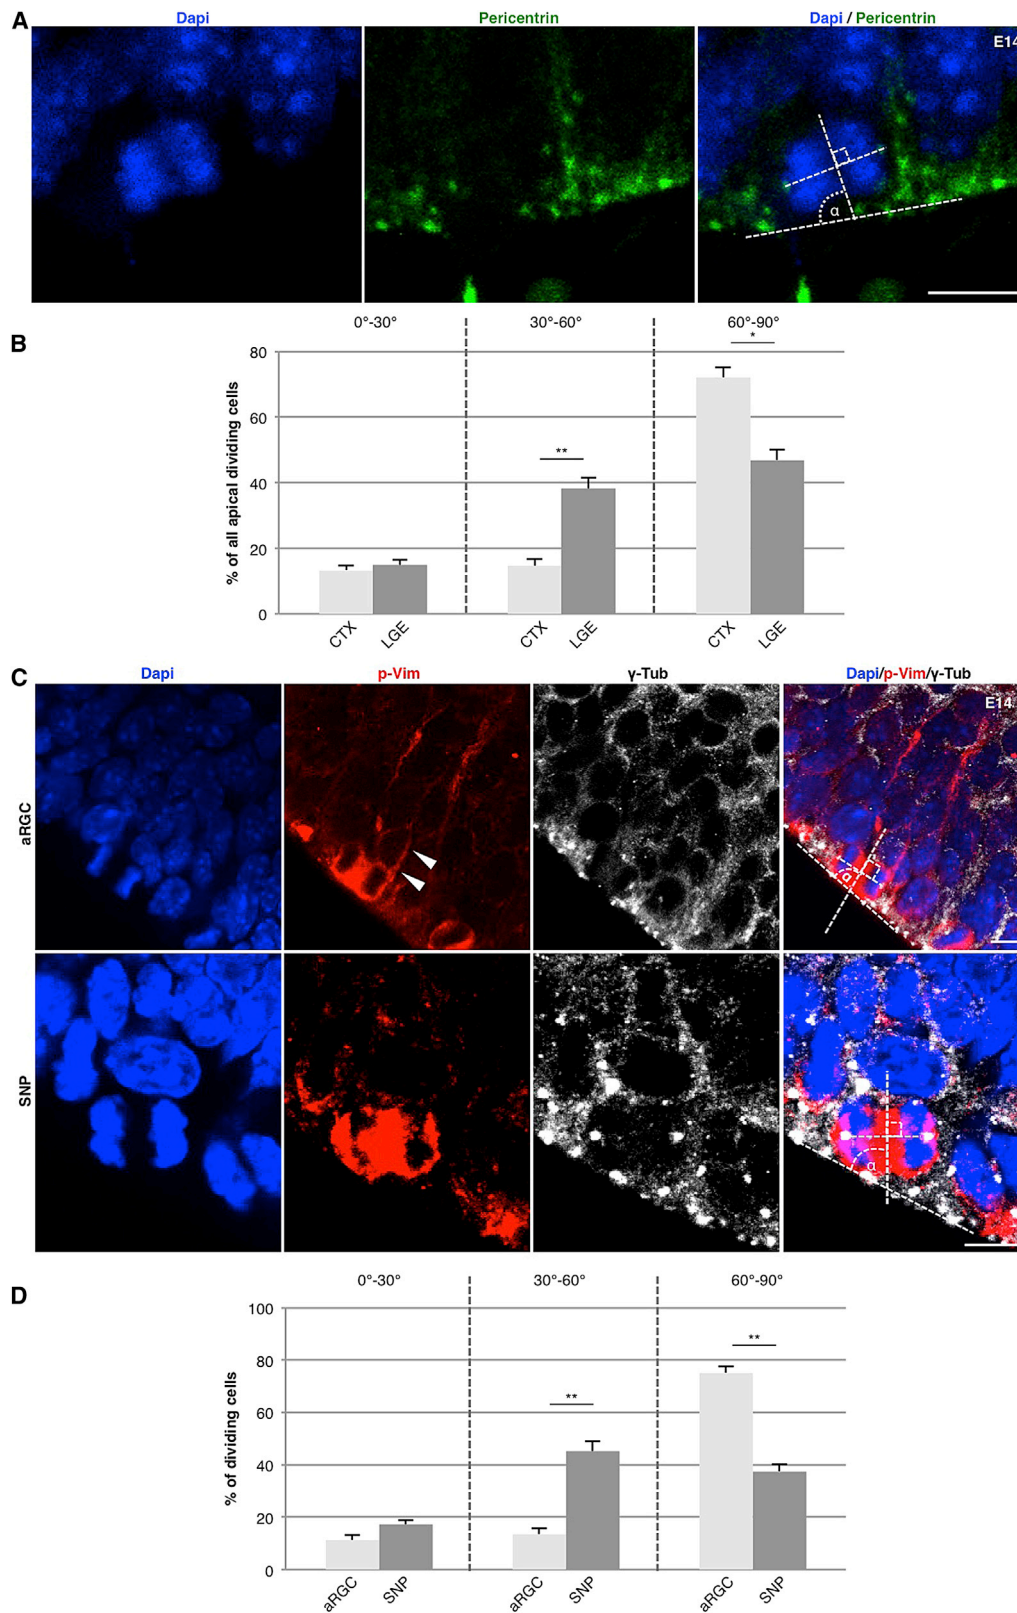 A
Dapi
Pericentrin
Dapi / Pericentrin
E14
α
B
0°-30°
30°-60°
60°-90°
*
**
% of all apical dividing cells
80
60
40
20
0
CTX
LGE
CTX
LGE
CTX
LGE
C
Dapi
p-Vim
γ-Tub
Dapi/p-Vim/γ-Tub
E14.
aRGC
α
SNP
α
D
0°-30°
30°-60°
60°-90°
**
**
% of dividing cells
100
80
60
40
20
0
aRGC
SNP
aRGC
SNP
aRGC
SNP